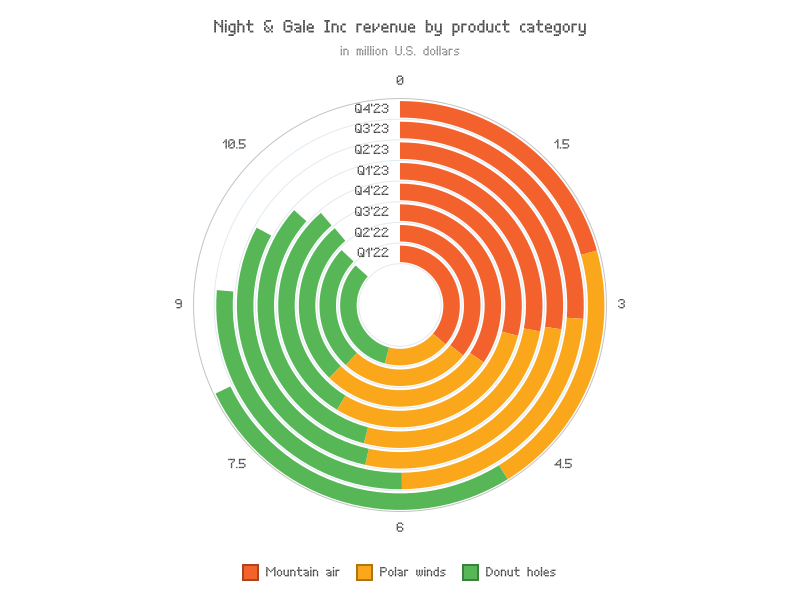 Night & Gale Inc revenue by product category
in million U.S. dollars
0
Q4'23
Q3'23
Q2'23
Q1'23
Q4'22
Q3'22
Q2'22
Q1'22
10.5
1.5
9
3
7.5
4.5
6
Mountain air
Polar winds
Donut holes